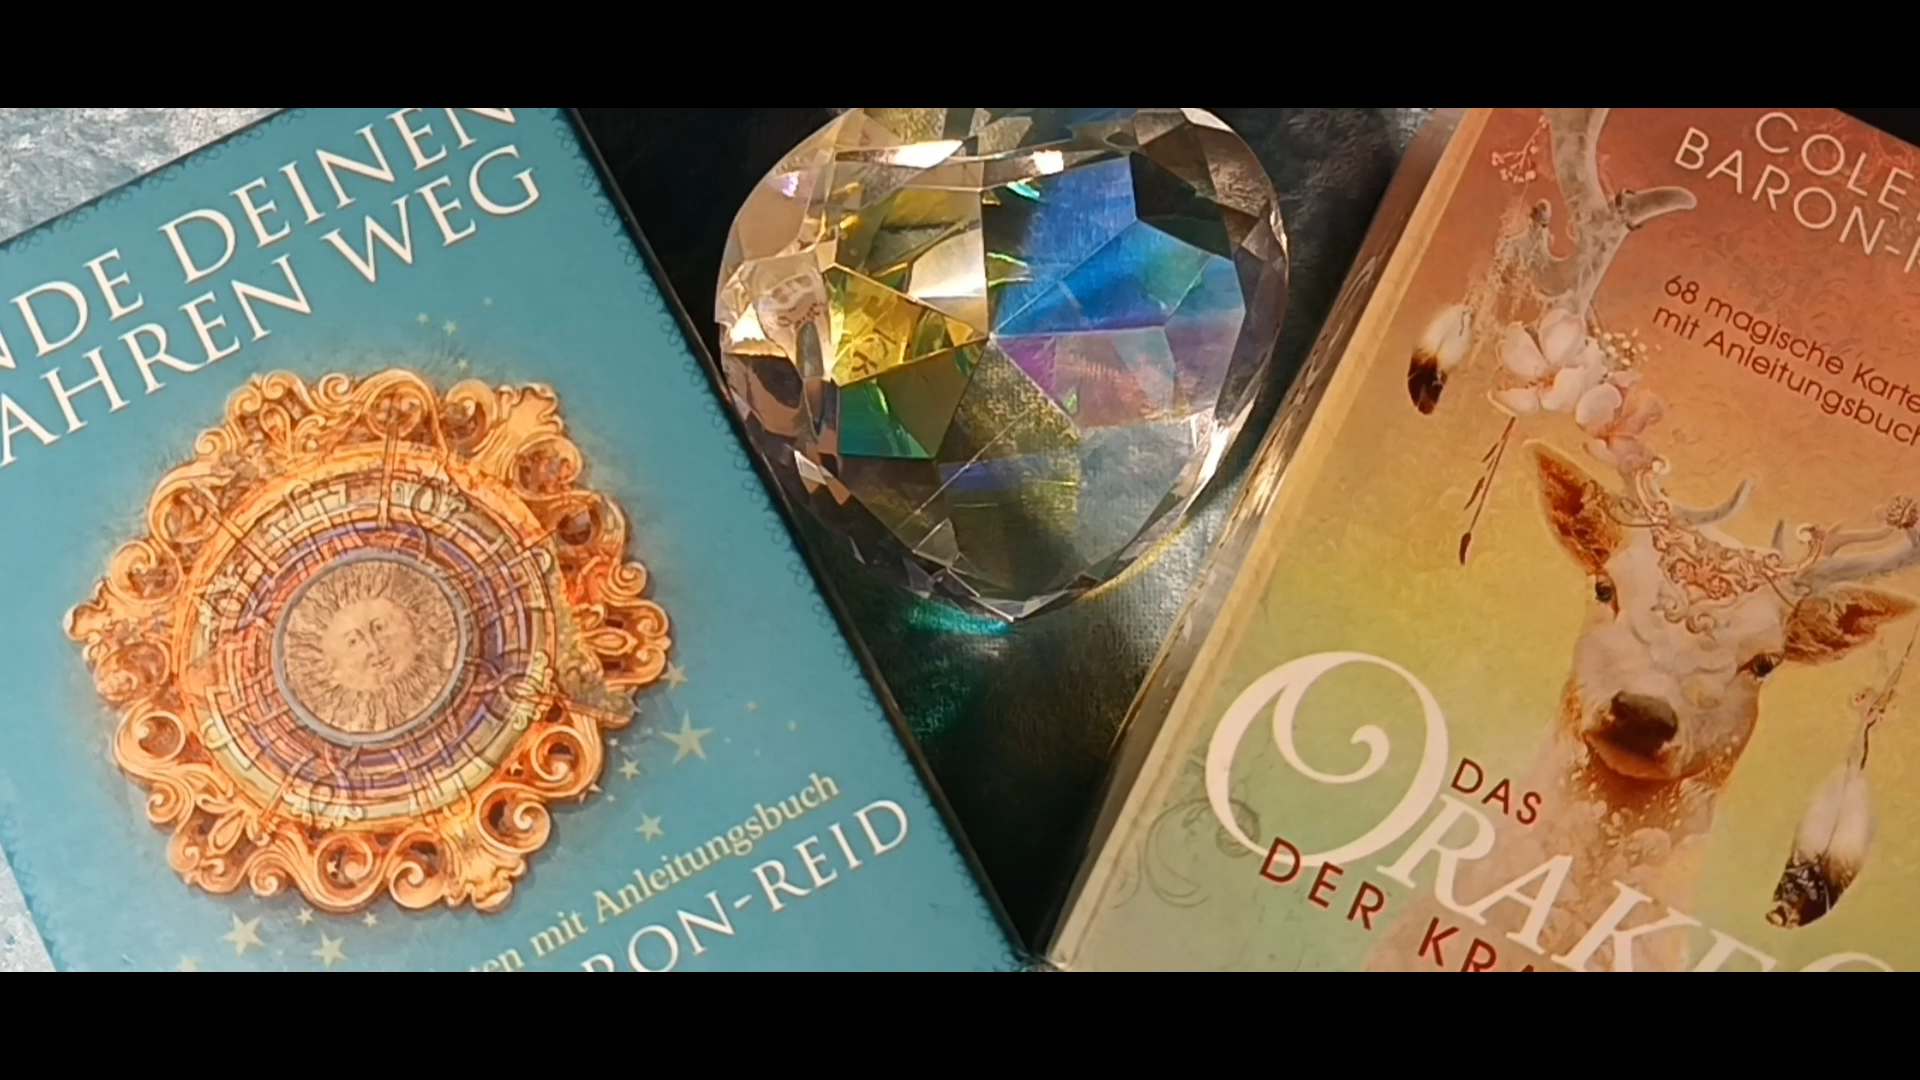 NDE DEINEN
AHREN WEG
ten mit Anleitungsbuch
RON-REID
COLE
BARON-R
68 magische Karte
mit Anleitungsbuch
DAS
ORAKE
DER KRA